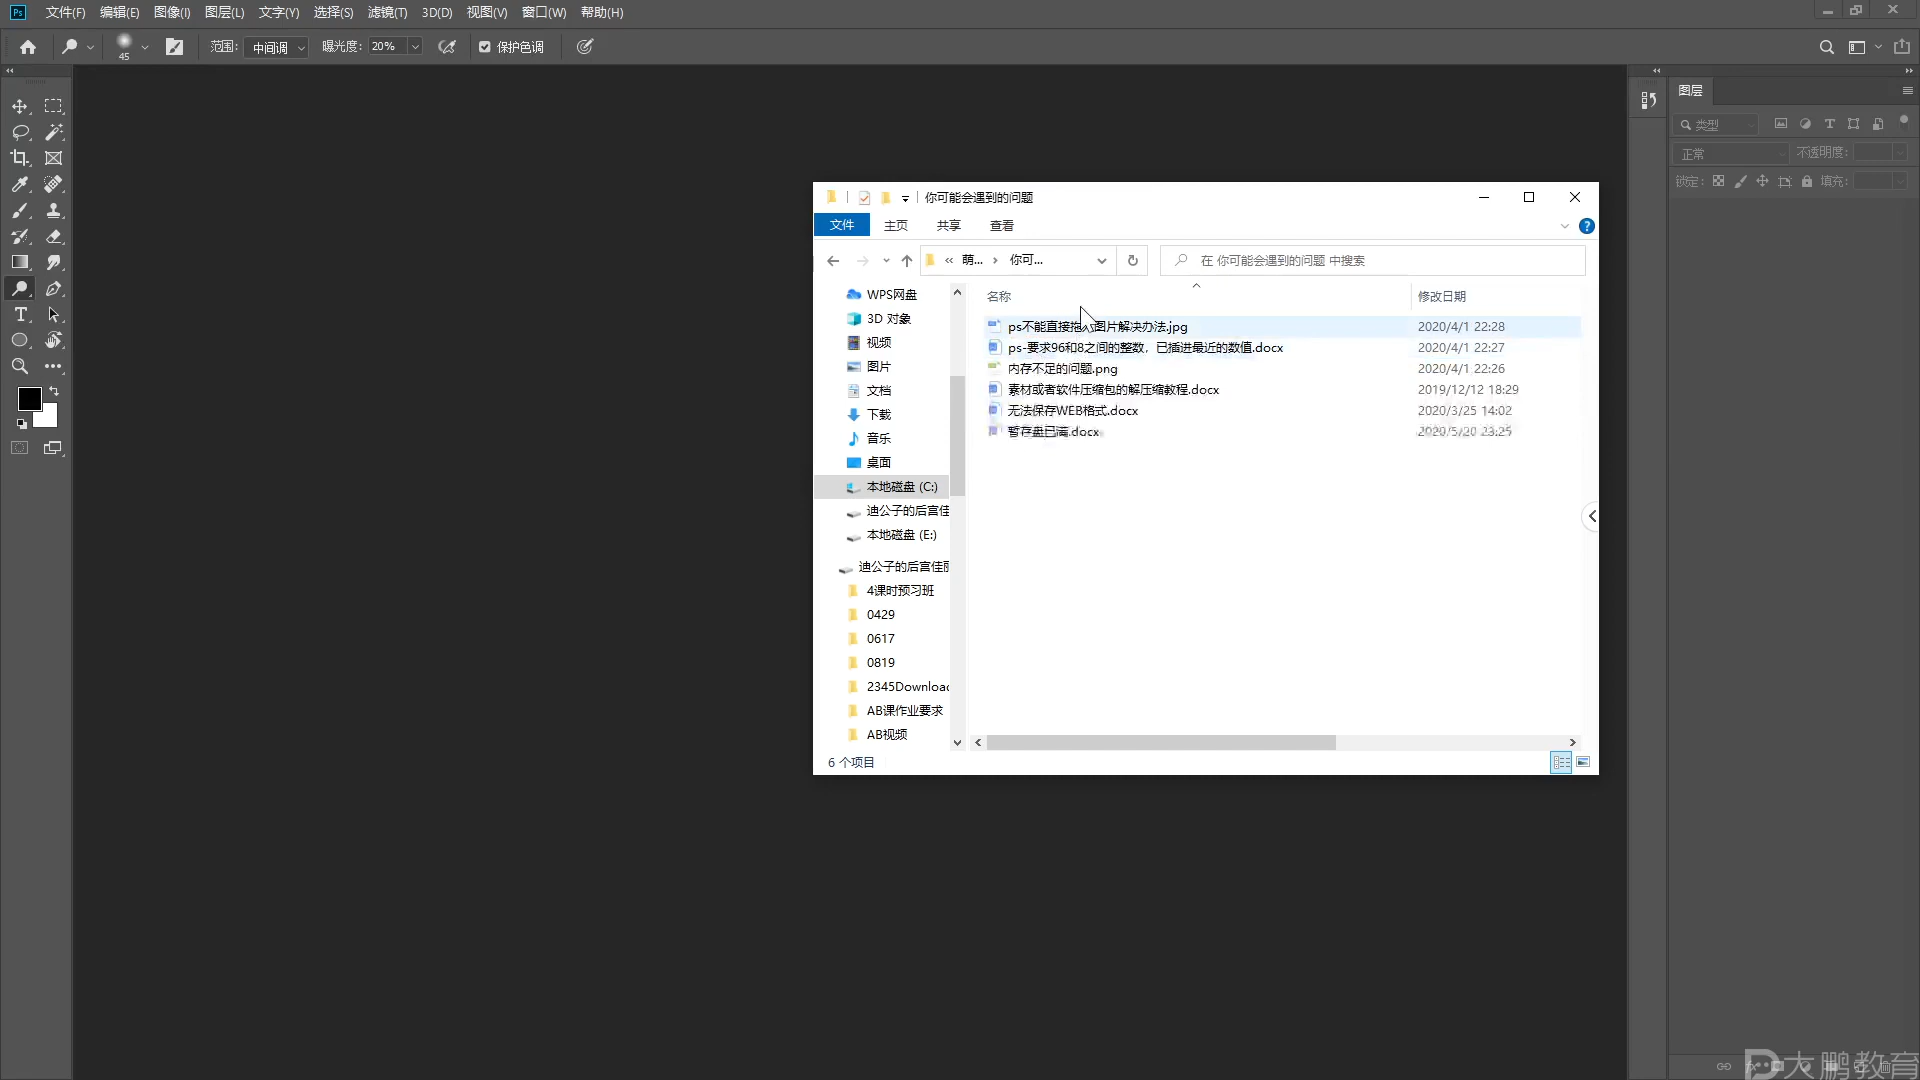 Ps 文件(F) 编辑(E) 图像(I) 图层(L) 文字(Y) 选择(S) 滤镜(T) 3D(D) 视图(V) 窗口(W) 帮助(H)
45 范围: 中间调 曝光度: 20% 保护色调
图层
类型
正常 不透明度:
锁定: 填充:
你可能会遇到的问题
文件 主页 共享 查看
« 萌... › 你可... 在 你可能会遇到的问题 中搜索
名称 修改日期
ps不能直接拖入图片解决办法.jpg 2020/4/1 22:28
ps-要求96和8之间的整数，已插进最近的数值.docx 2020/4/1 22:27
内存不足的问题.png 2020/4/1 22:26
素材或者软件压缩包的解压缩教程.docx 2019/12/12 18:29
无法保存WEB格式.docx 2020/3/25 14:02
暂存盘已满.docx 2020/5/20 23:25
WPS网盘
3D 对象
视频
图片
文档
下载
音乐
桌面
本地磁盘 (C:)
迪公子的后宫佳
本地磁盘 (E:)
迪公子的后宫佳丽
4课时预习班
0429
0617
0819
2345Downloac
AB课作业要求
AB视频
6 个项目
大鹏教育